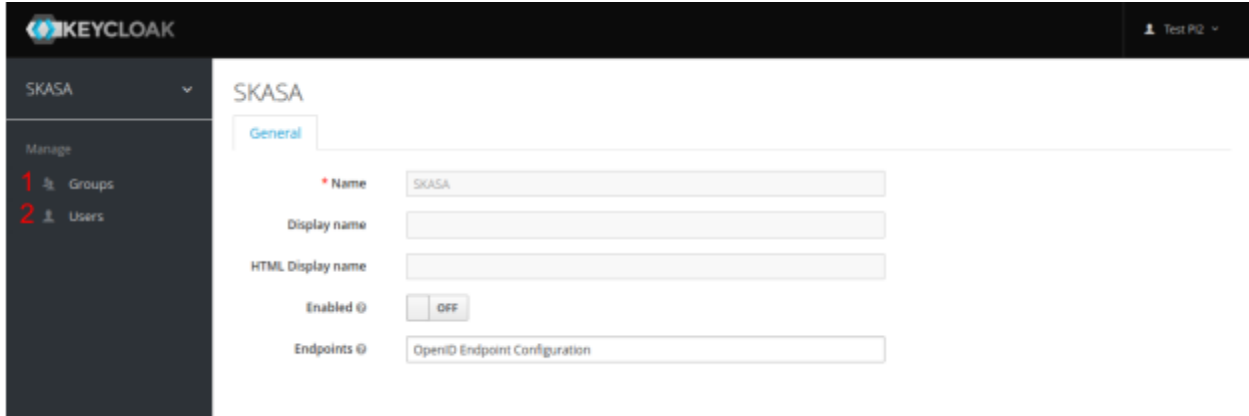 KEYCLOAK
Test PI2
SKASA
Manage
1 Groups
2 Users
SKASA
General
* Name SKASA
Display name
HTML Display name
Enabled OFF
Endpoints OpenID Endpoint Configuration